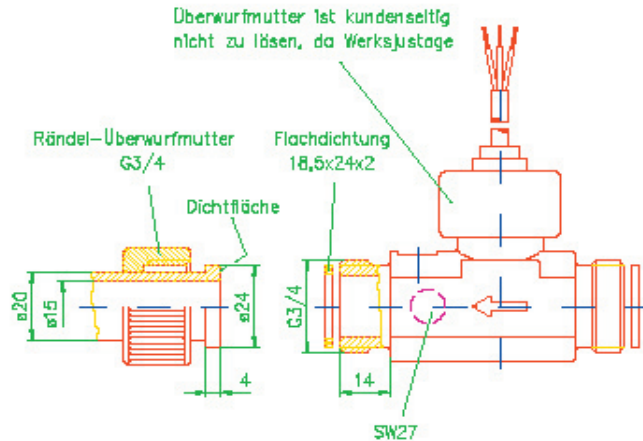 Überwurfmutter ist kundenseitig
nicht zu lösen, da Werksjustage
Rändel-Überwurfmutter
G3/4
Flachdichtung
18,5x24x2
Dichtfläche
ø20
ø15
ø24
G3/4
4
14
SW27